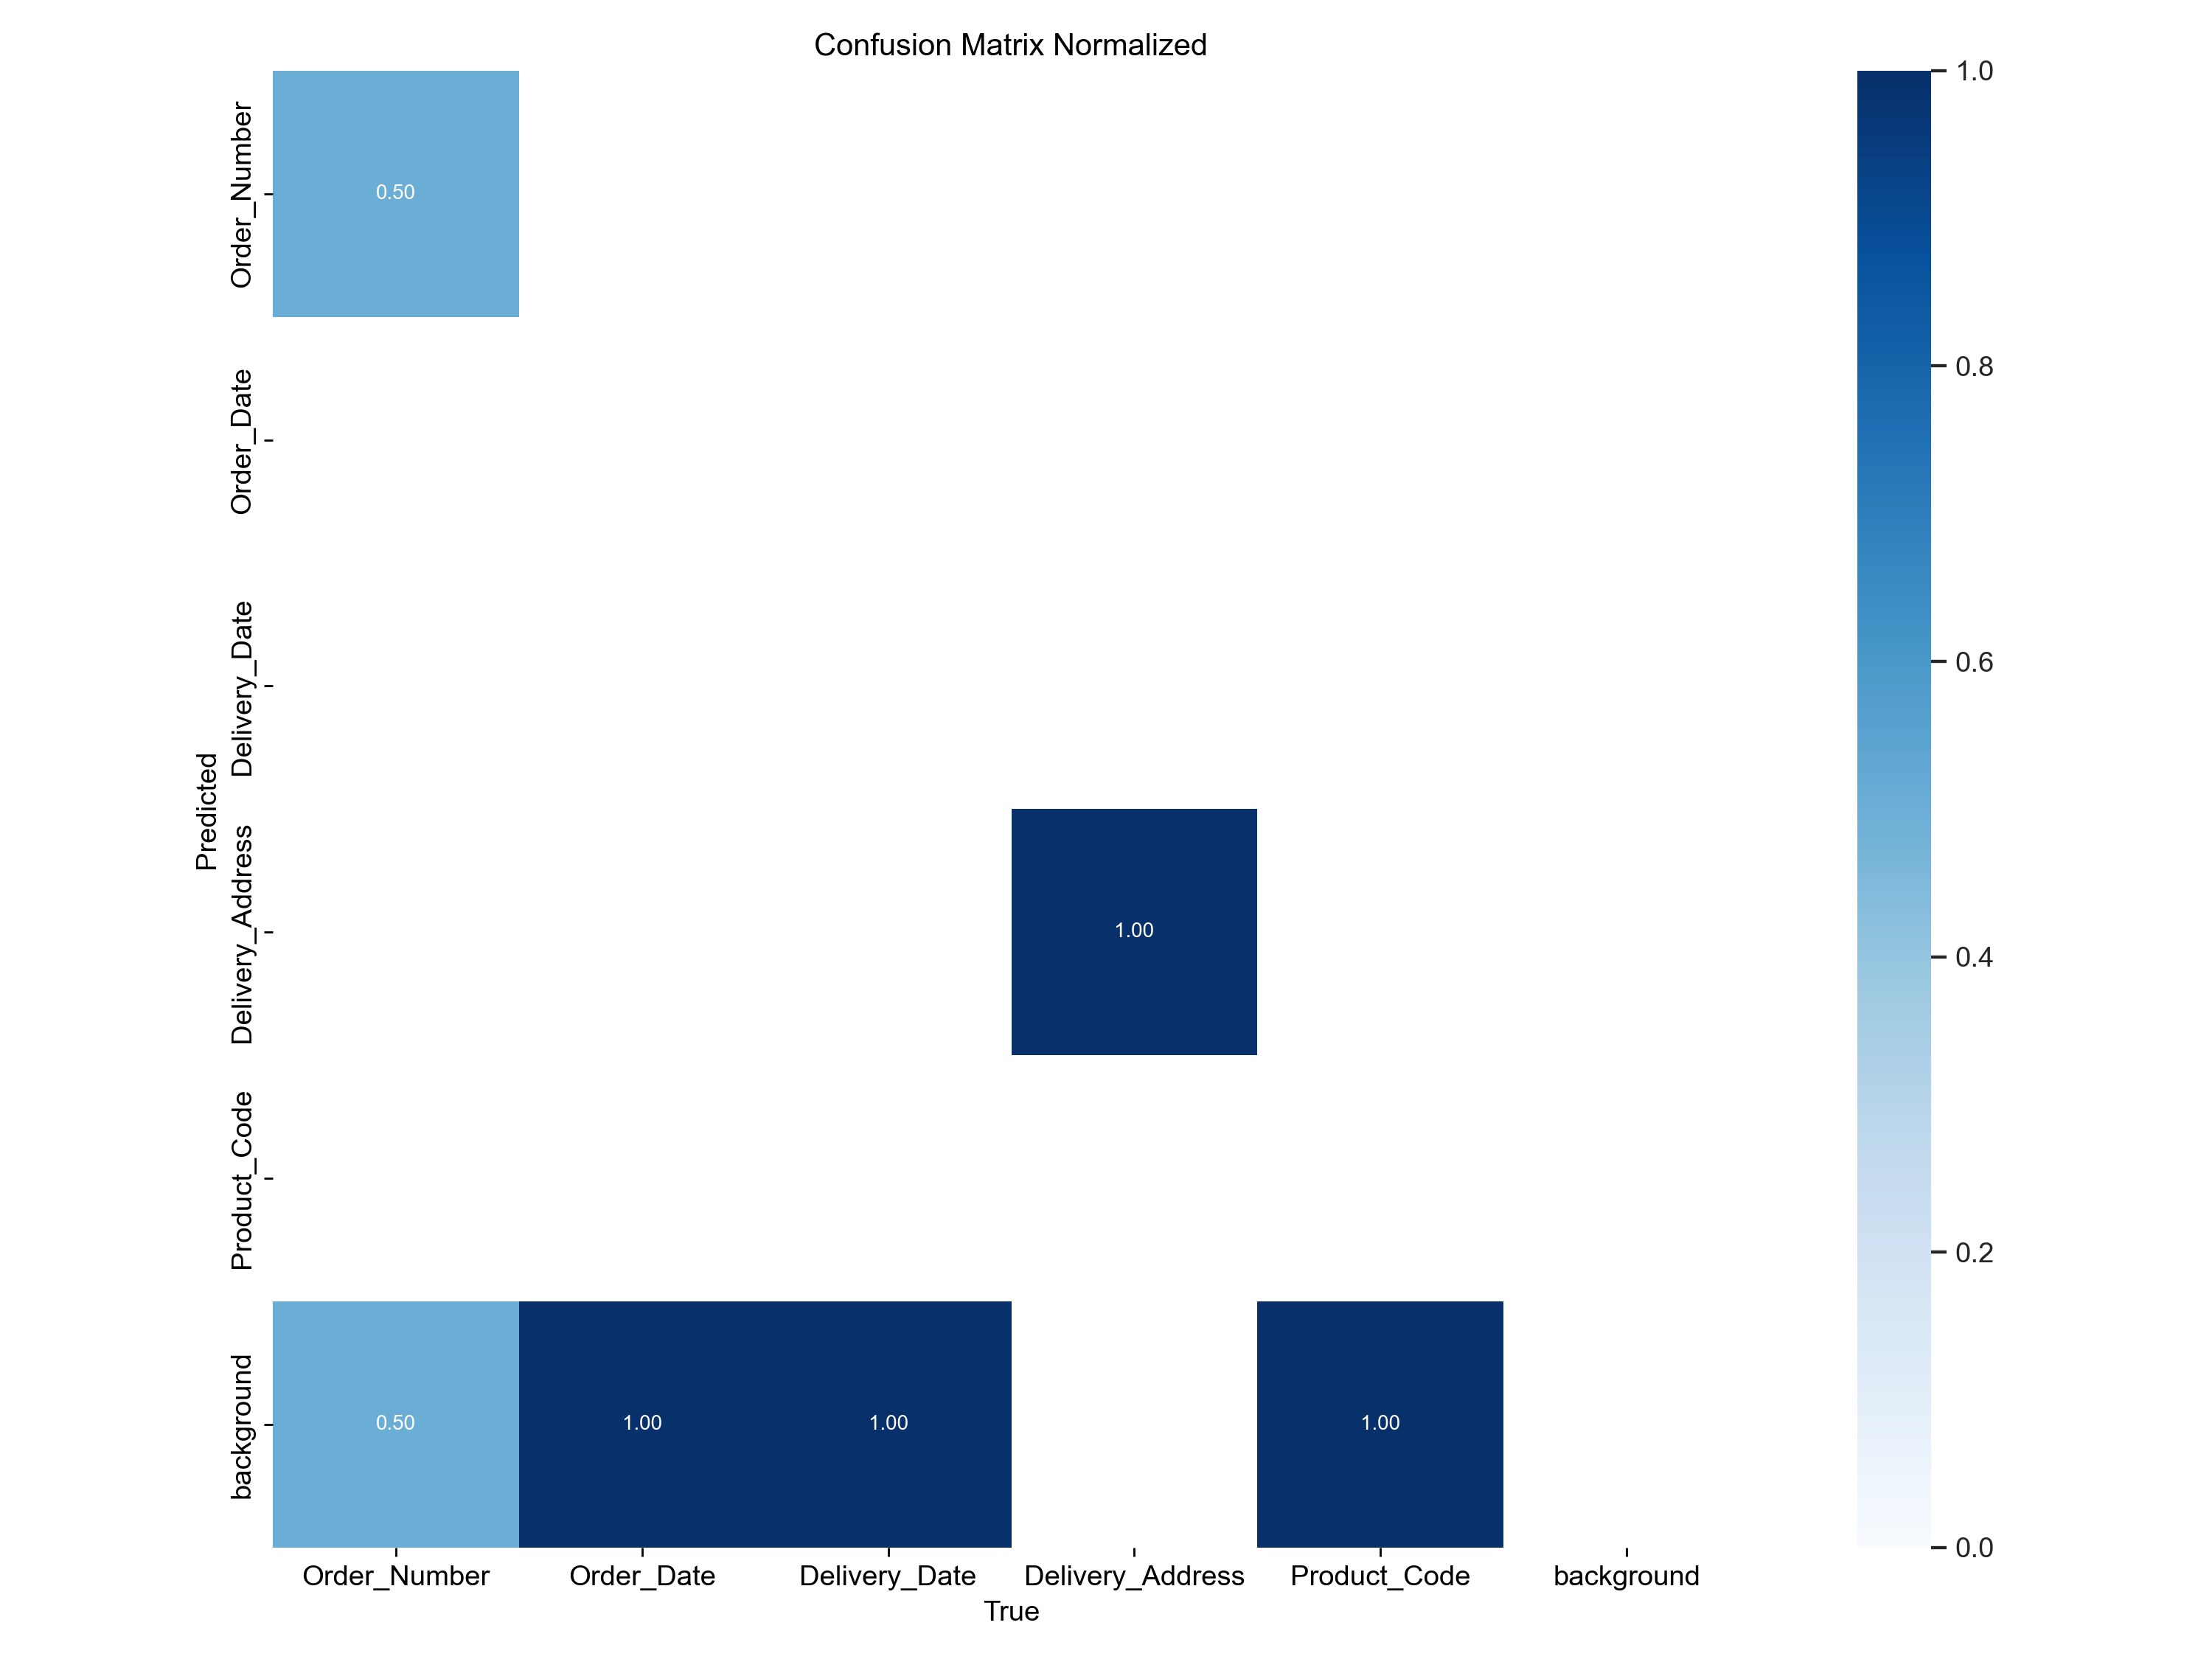 Confusion Matrix Normalized
1.0
0.8
0.6
0.4
0.2
0.0
Predicted
Order_Number
Order_Date
Delivery_Date
Delivery_Address
Product_Code
background
0.50
1.00
0.50
1.00
1.00
1.00
Order_Number
Order_Date
Delivery_Date
Delivery_Address
Product_Code
background
True